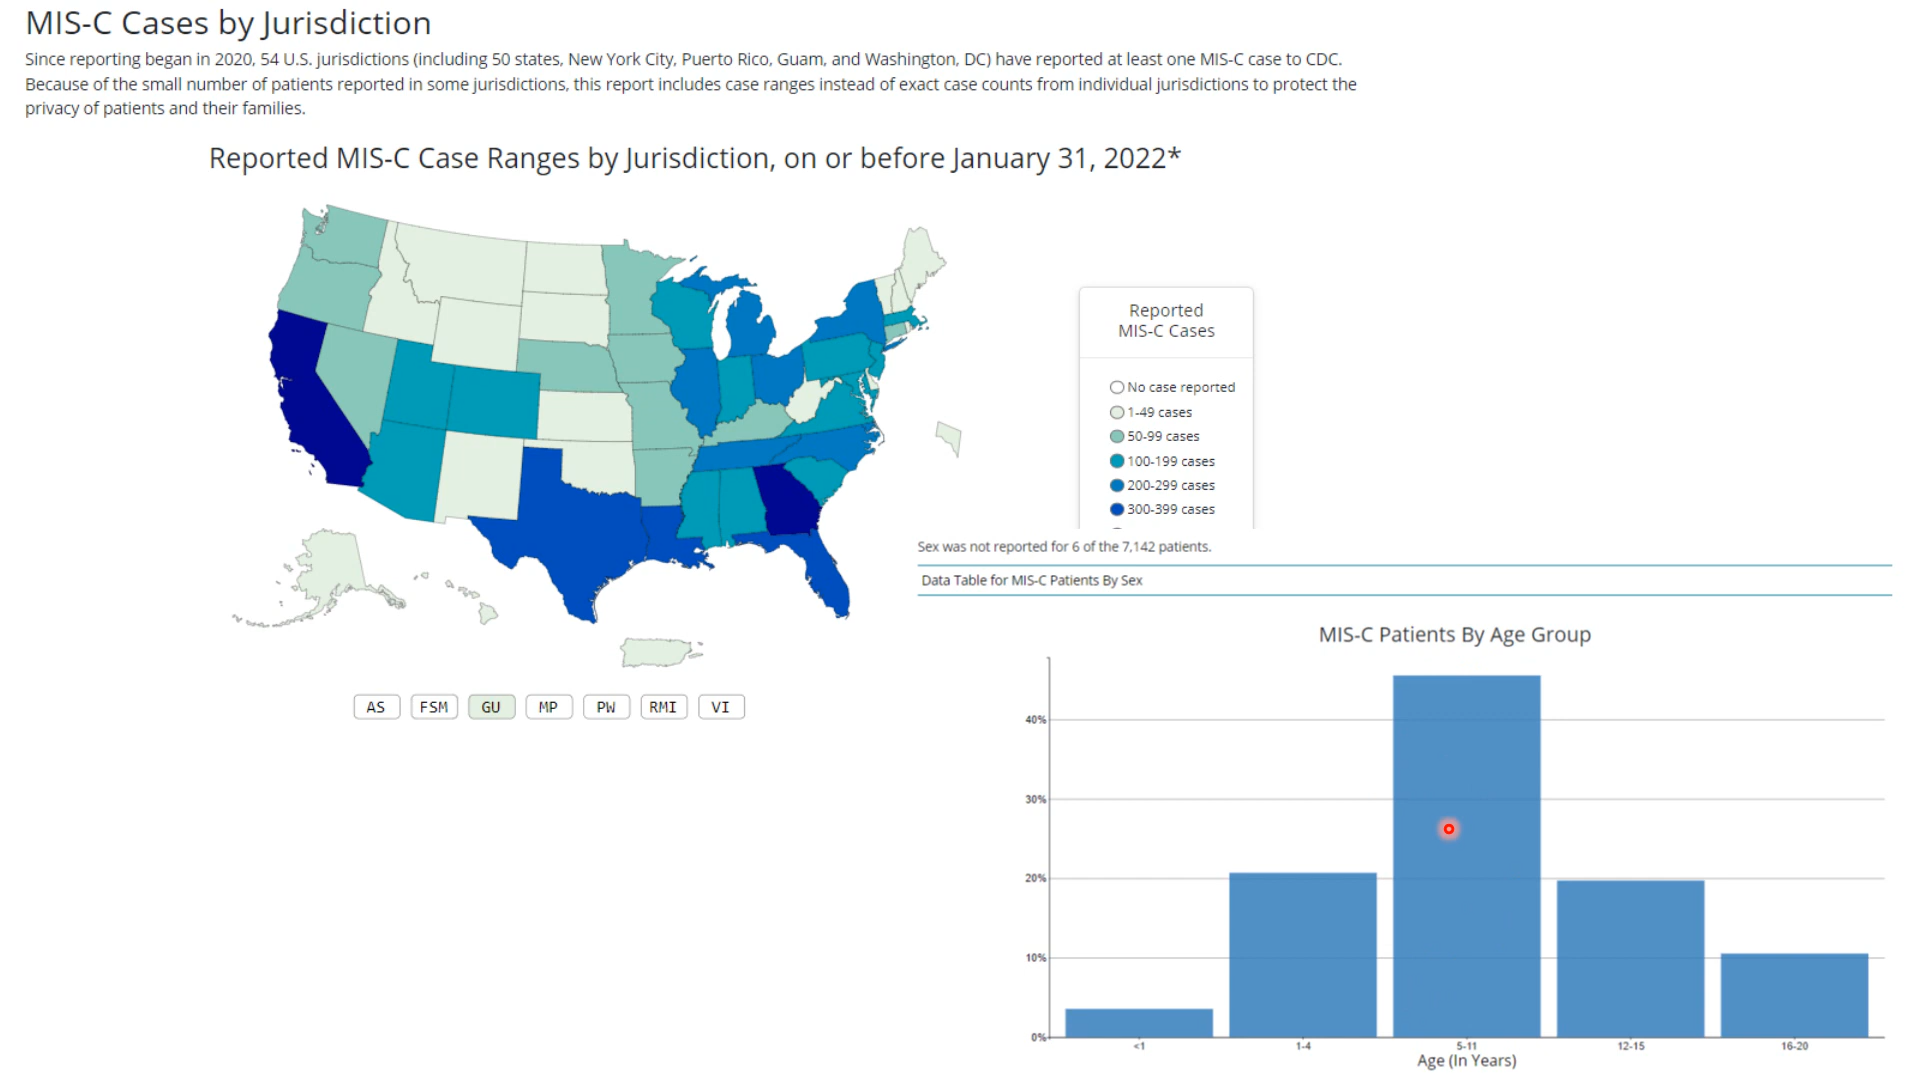 MIS-C Cases by Jurisdiction
Since reporting began in 2020, 54 U.S. jurisdictions (including 50 states, New York City, Puerto Rico, Guam, and Washington, DC) have reported at least one MIS-C case to CDC.
Because of the small number of patients reported in some jurisdictions, this report includes case ranges instead of exact case counts from individual jurisdictions to protect the
privacy of patients and their families.
Reported MIS-C Case Ranges by Jurisdiction, on or before January 31, 2022*
Reported
MIS-C Cases
No case reported
1-49 cases
50-99 cases
100-199 cases
200-299 cases
300-399 cases
AS FSM GU MP PW RMI VI
Sex was not reported for 6 of the 7,142 patients.
Data Table for MIS-C Patients By Sex
MIS-C Patients By Age Group
40%
30%
20%
10%
0%
<1 1-4 5-11 12-15 16-20
Age (In Years)